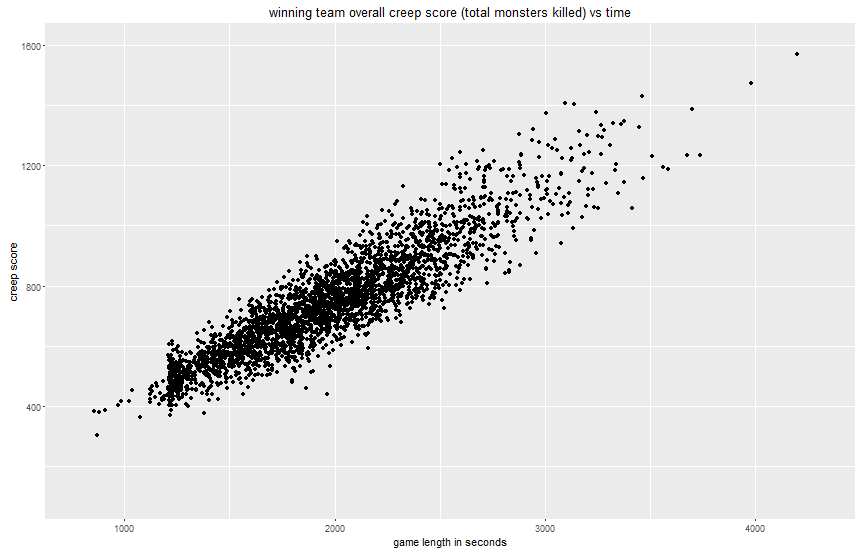 winning team overall creep score (total monsters killed) vs time
creep score
1600
1200
800
400
1000 2000 3000 4000
game length in seconds